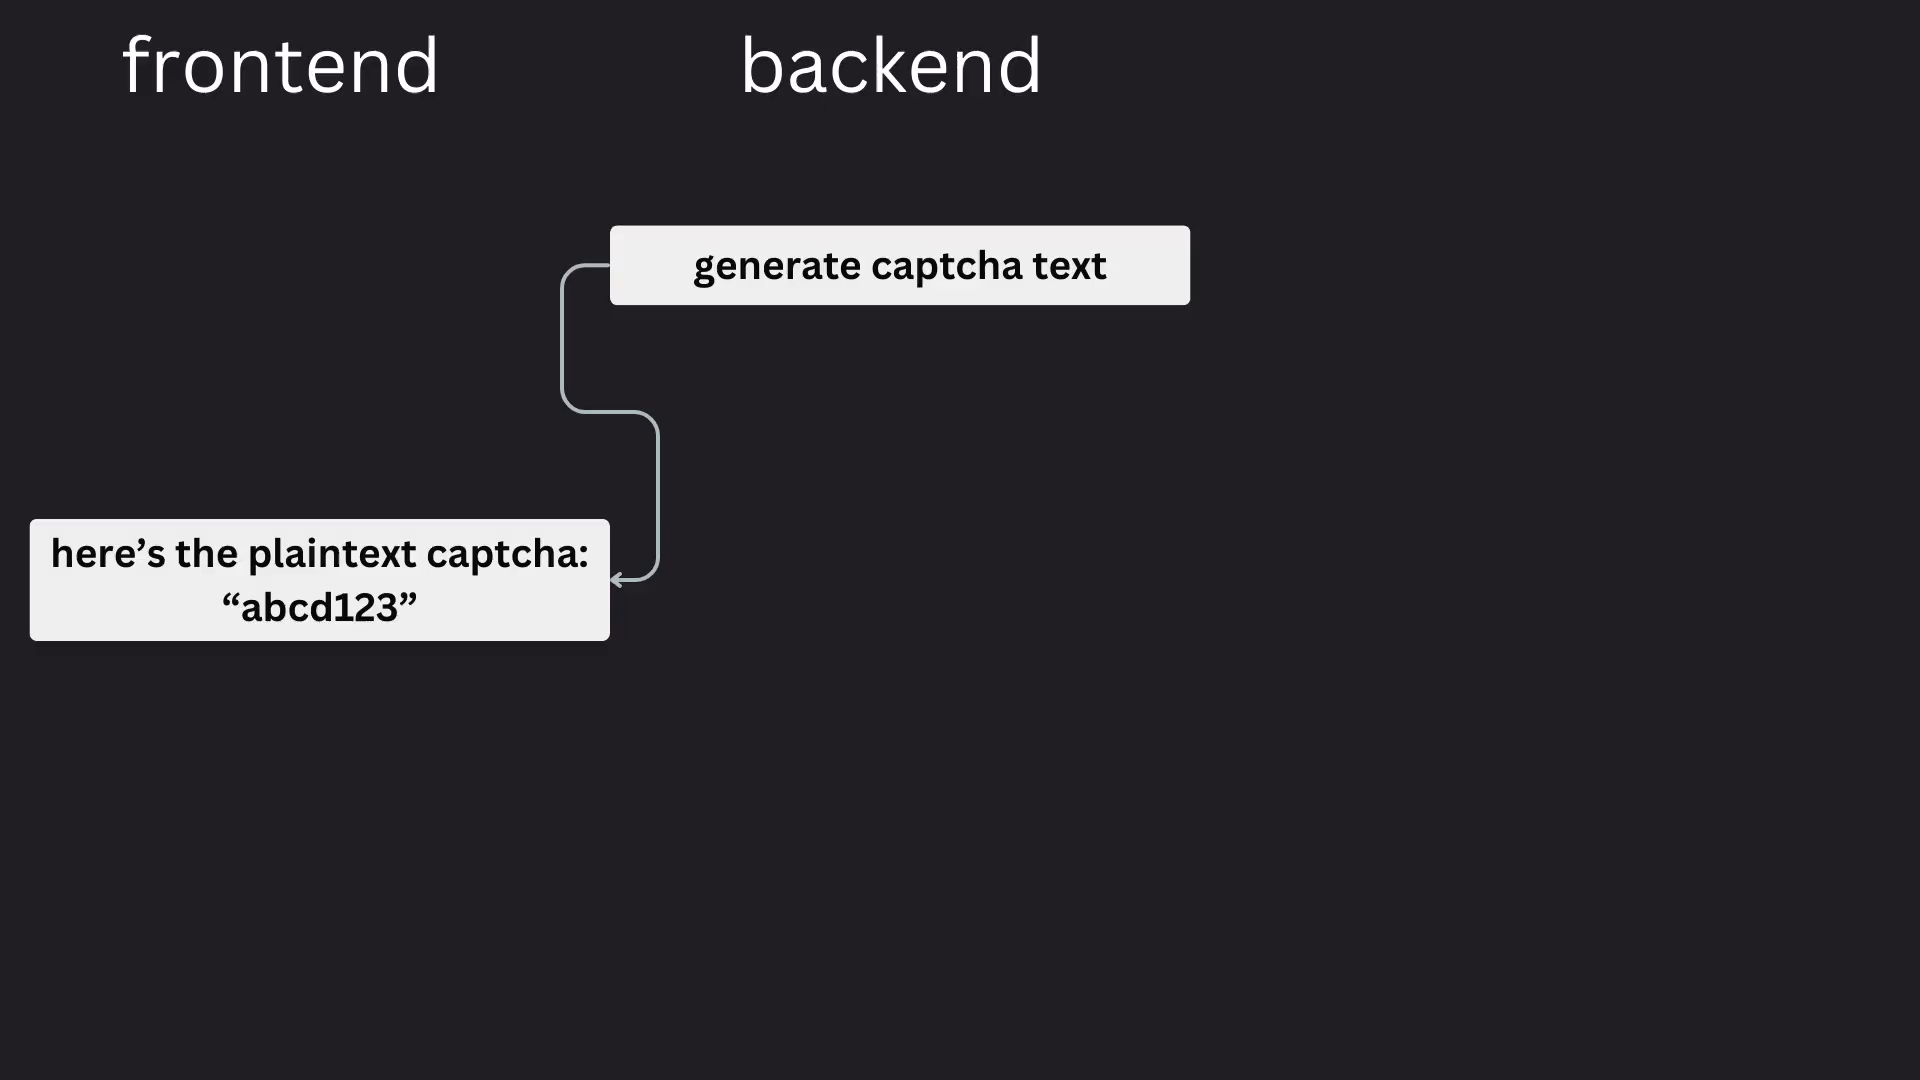 frontend
backend
generate captcha text
here’s the plaintext captcha:
“abcd123”